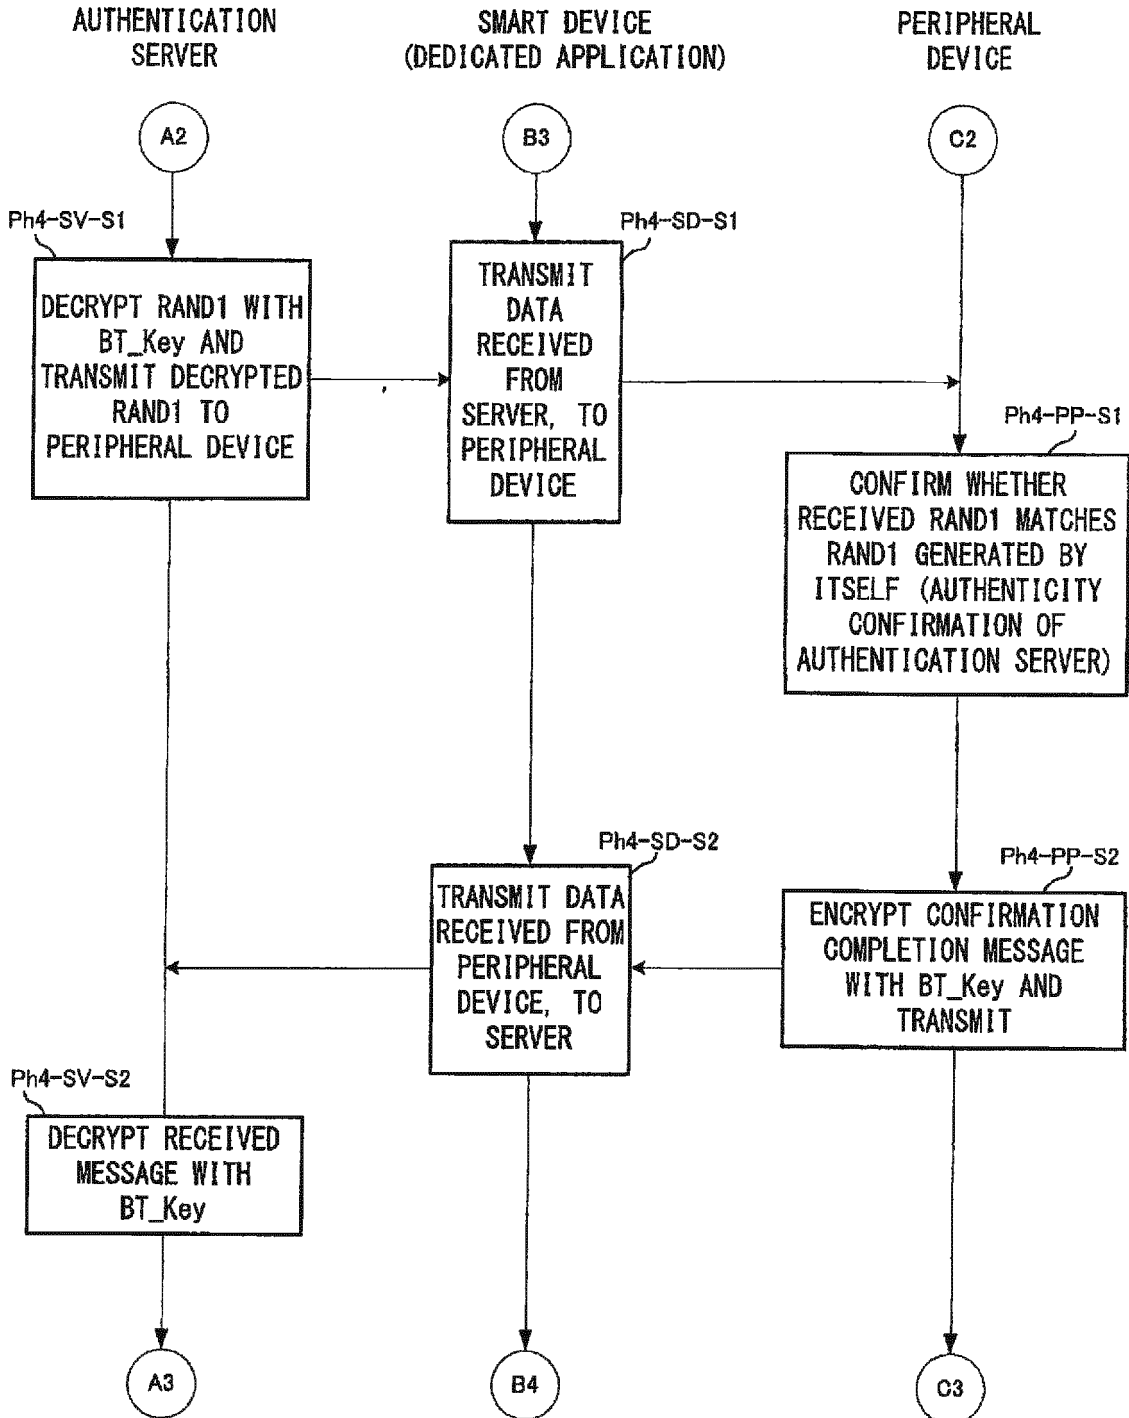 AUTHENTICATION
SERVER
SMART DEVICE
(DEDICATED APPLICATION)
PERIPHERAL
DEVICE
A2
B3
C2
Ph4-SV-S1
DECRYPT RAND1 WITH
BT_Key AND
TRANSMIT DECRYPTED
RAND1 TO
PERIPHERAL DEVICE
Ph4-SD-S1
TRANSMIT
DATA
RECEIVED
FROM
SERVER, TO
PERIPHERAL
DEVICE
Ph4-PP-S1
CONFIRM WHETHER
RECEIVED RAND1 MATCHES
RAND1 GENERATED BY
ITSELF (AUTHENTICITY
CONFIRMATION OF
AUTHENTICATION SERVER)
Ph4-SD-S2
TRANSMIT DATA
RECEIVED FROM
PERIPHERAL
DEVICE, TO
SERVER
Ph4-PP-S2
ENCRYPT CONFIRMATION
COMPLETION MESSAGE
WITH BT_Key AND
TRANSMIT
Ph4-SV-S2
DECRYPT RECEIVED
MESSAGE WITH
BT_Key
A3
B4
C3